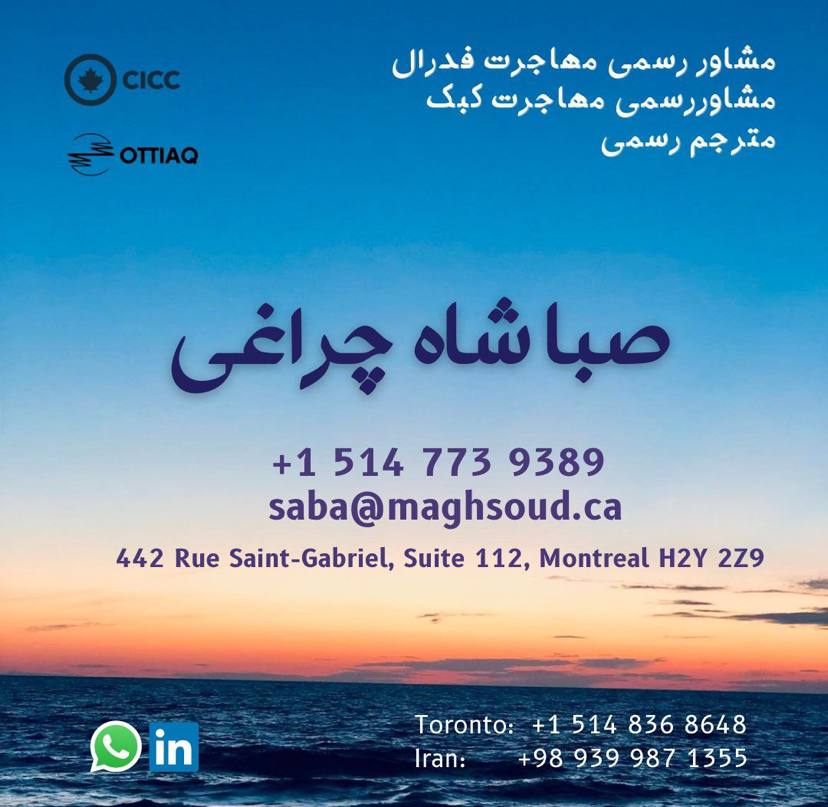 CICC
OTTIAQ
مشاور رسمی مهاجرت فدرال
مشاوررسمی مهاجرت کبک
مترجم رسمی
صبا شاه چراغی
+1 514 773 9389
saba@maghsoud.ca
442 Rue Saint-Gabriel, Suite 112, Montreal H2Y 2Z9
in
Toronto: +1 514 836 8648
Iran: +98 939 987 1355